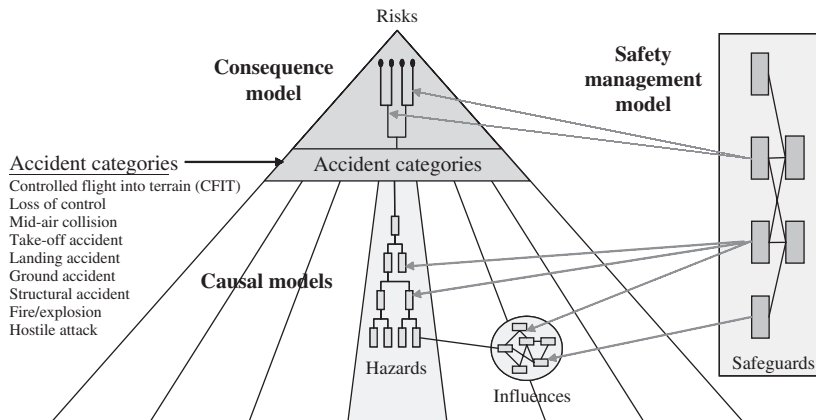 Risks
Consequence
model
Safety
management
model
Accident categories
Accident categories
Controlled flight into terrain (CFIT)
Loss of control
Mid-air collision
Take-off accident
Landing accident
Ground accident
Structural accident
Fire/explosion
Hostile attack
Causal models
Hazards
Influences
Safeguards